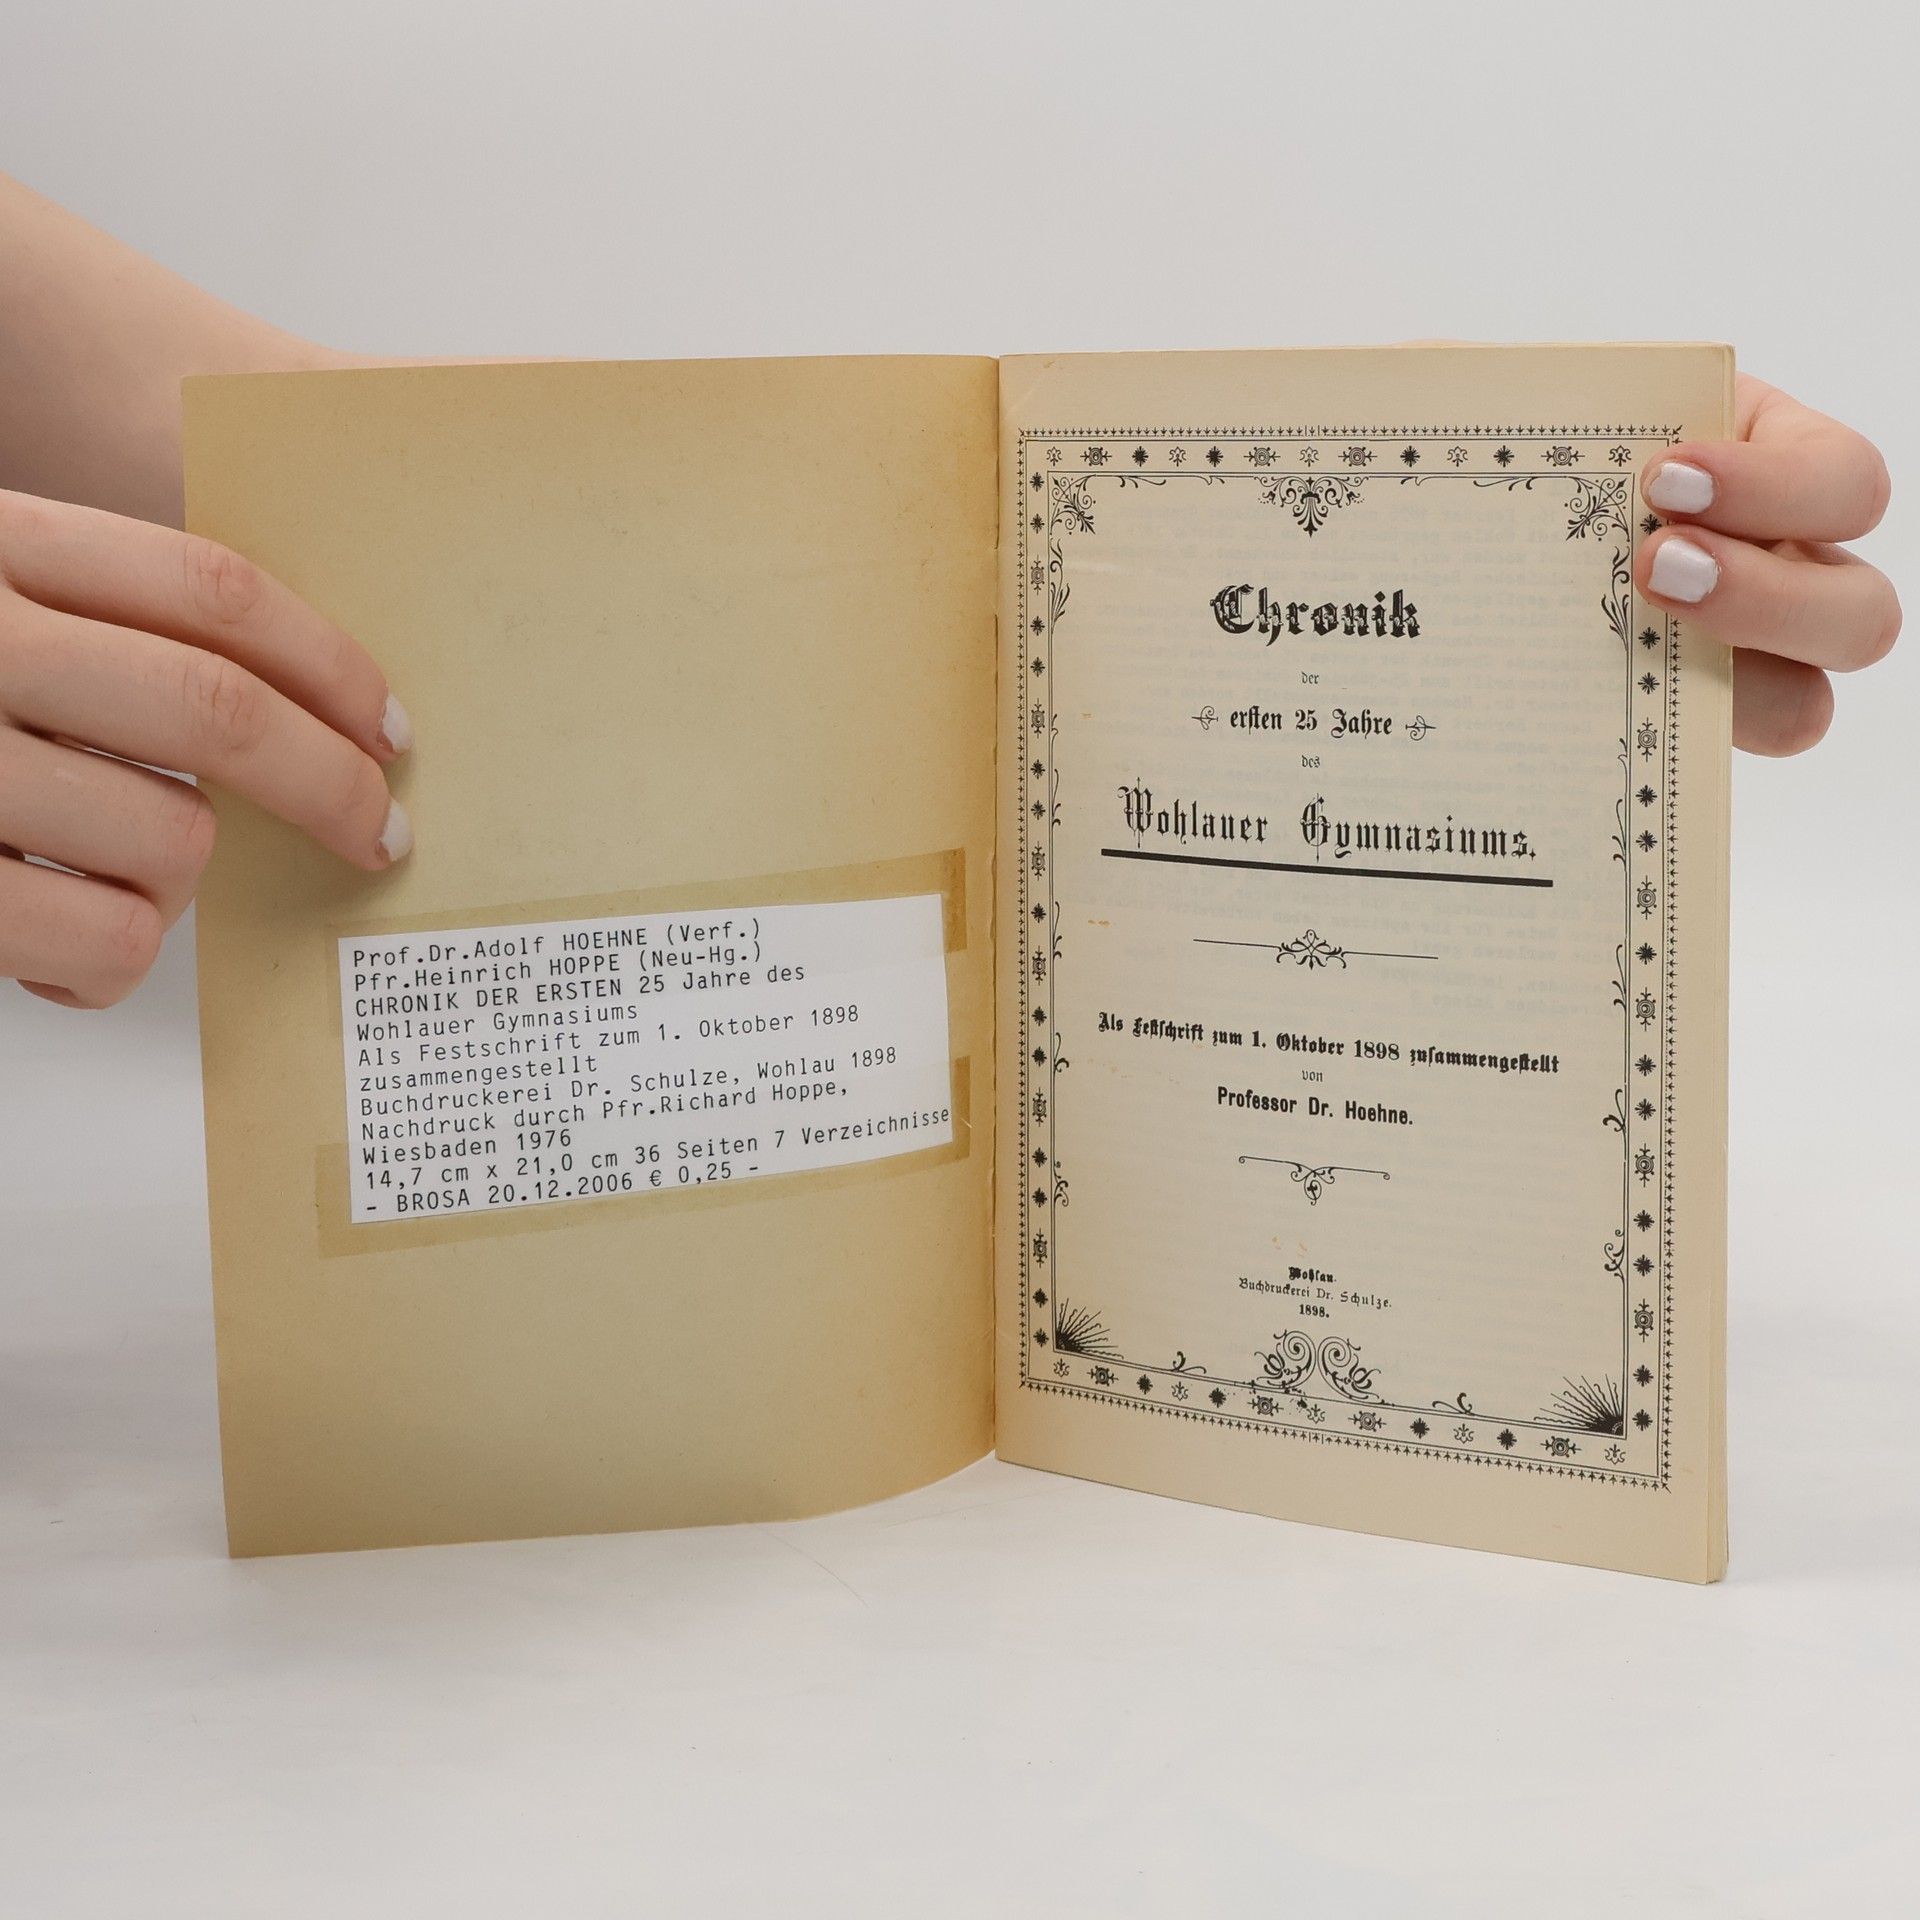 Prof.Dr.Adolf HOEHNE (Verf.)
Pfr.Heinrich HOPPE (Neu-Hg.)
CHRONIK DER ERSTEN 25 Jahre des
Wohlauer Gymnasiums
Als Festschrift zum 1. Oktober 1898
zusammengestellt
Buchdruckerei Dr. Schulze, Wohlau 1898
Nachdruck durch Pfr.Richard Hoppe,
Wiesbaden 1976
14,7 cm x 21,0 cm 36 Seiten 7 Verzeichnisse
- BROSA 20.12.2006 € 0,25 -
Chronik
der
ersten 25 Jahre
des
Wohlauer Gymnasiums.
Als Festschrift zum 1. Oktober 1898 zusammengestellt
von
Professor Dr. Hoehne.
Wohlau.
Buchdruckerei Dr. Schulze.
1898.